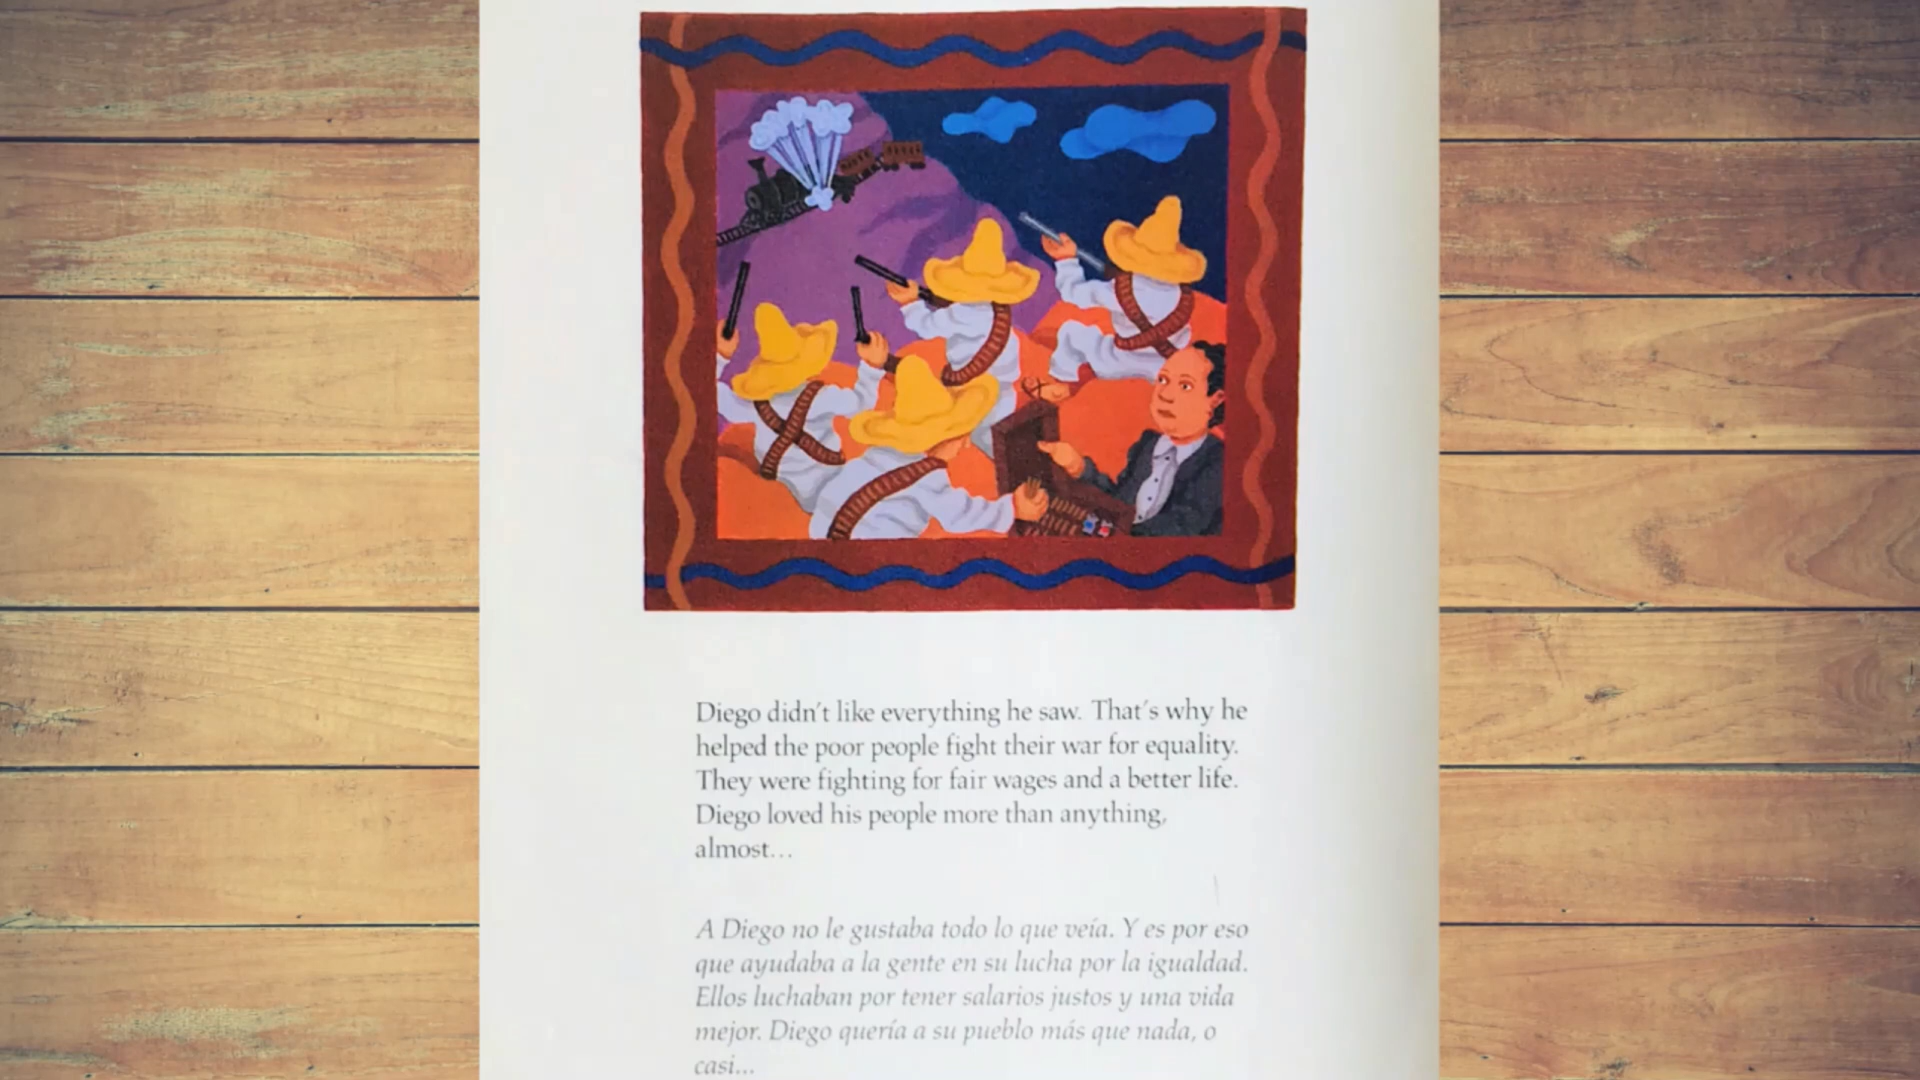 Diego didn't like everything he saw. That's why he
helped the poor people fight their war for equality.
They were fighting for fair wages and a better life.
Diego loved his people more than anything,
almost...
A Diego no le gustaba todo lo que veía. Y es por eso
que ayudaba a la gente en su lucha por la igualdad.
Ellos luchaban por tener salarios justos y una vida
mejor. Diego quería a su pueblo más que nada, o
casi...